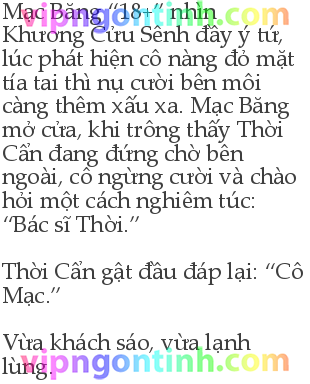 Mạc Băng “18+” nhìn
Khương Cửu Sênh đầy ý tứ,
lúc phát hiện cô nàng đỏ mặt
tía tai thì nụ cười bên môi
càng thêm xấu xa. Mạc Băng
mở cửa, khi trông thấy Thời
Cẩn đang đứng chờ bên
ngoài, cô ngừng cười và chào
hỏi một cách nghiêm túc:
“Bác sĩ Thời.”
Thời Cẩn gật đầu đáp lại: “Cô
Mạc.”
Vừa khách sáo, vừa lạnh
lùng.
vipngontinh.com
vipngontinh.com